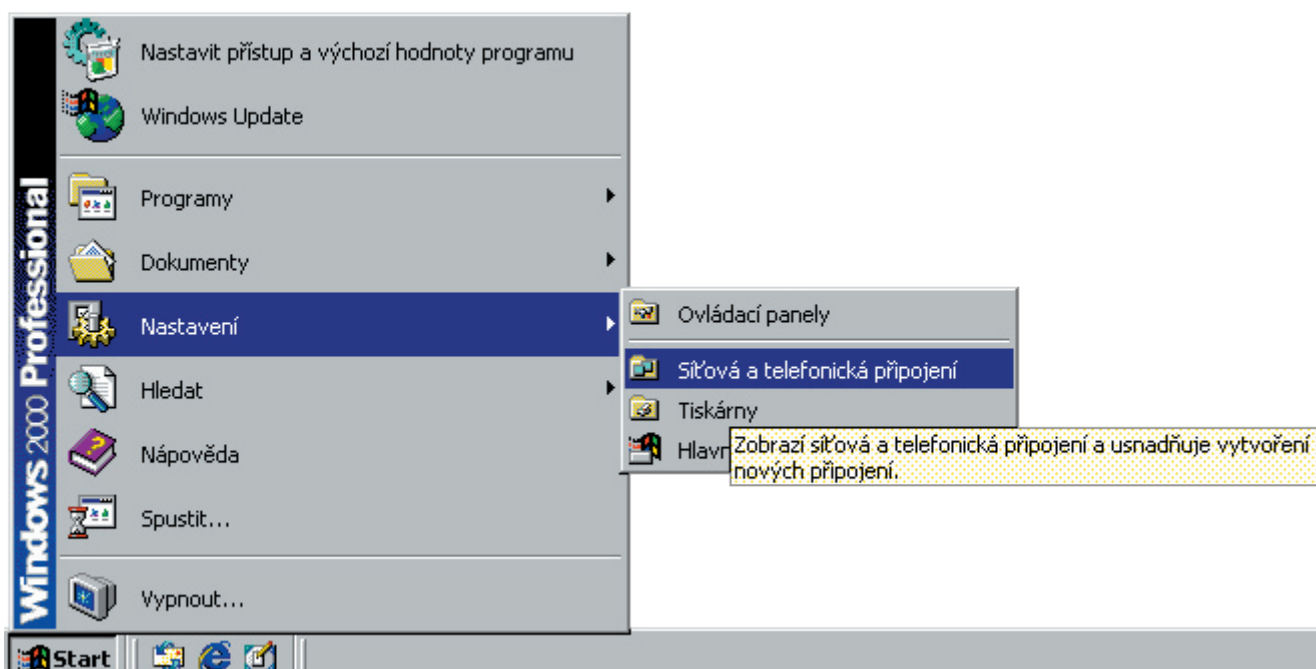 Windows 2000 Professional
Nastavit přístup a výchozí hodnoty programu
Windows Update
Programy
Dokumenty
Nastavení
Hledat
Nápověda
Spustit...
Vypnout...
Ovládací panely
Síťová a telefonická připojení
Tiskárny
Zobrazí síťová a telefonická připojení a usnadňuje vytvoření
nových připojení.
Start